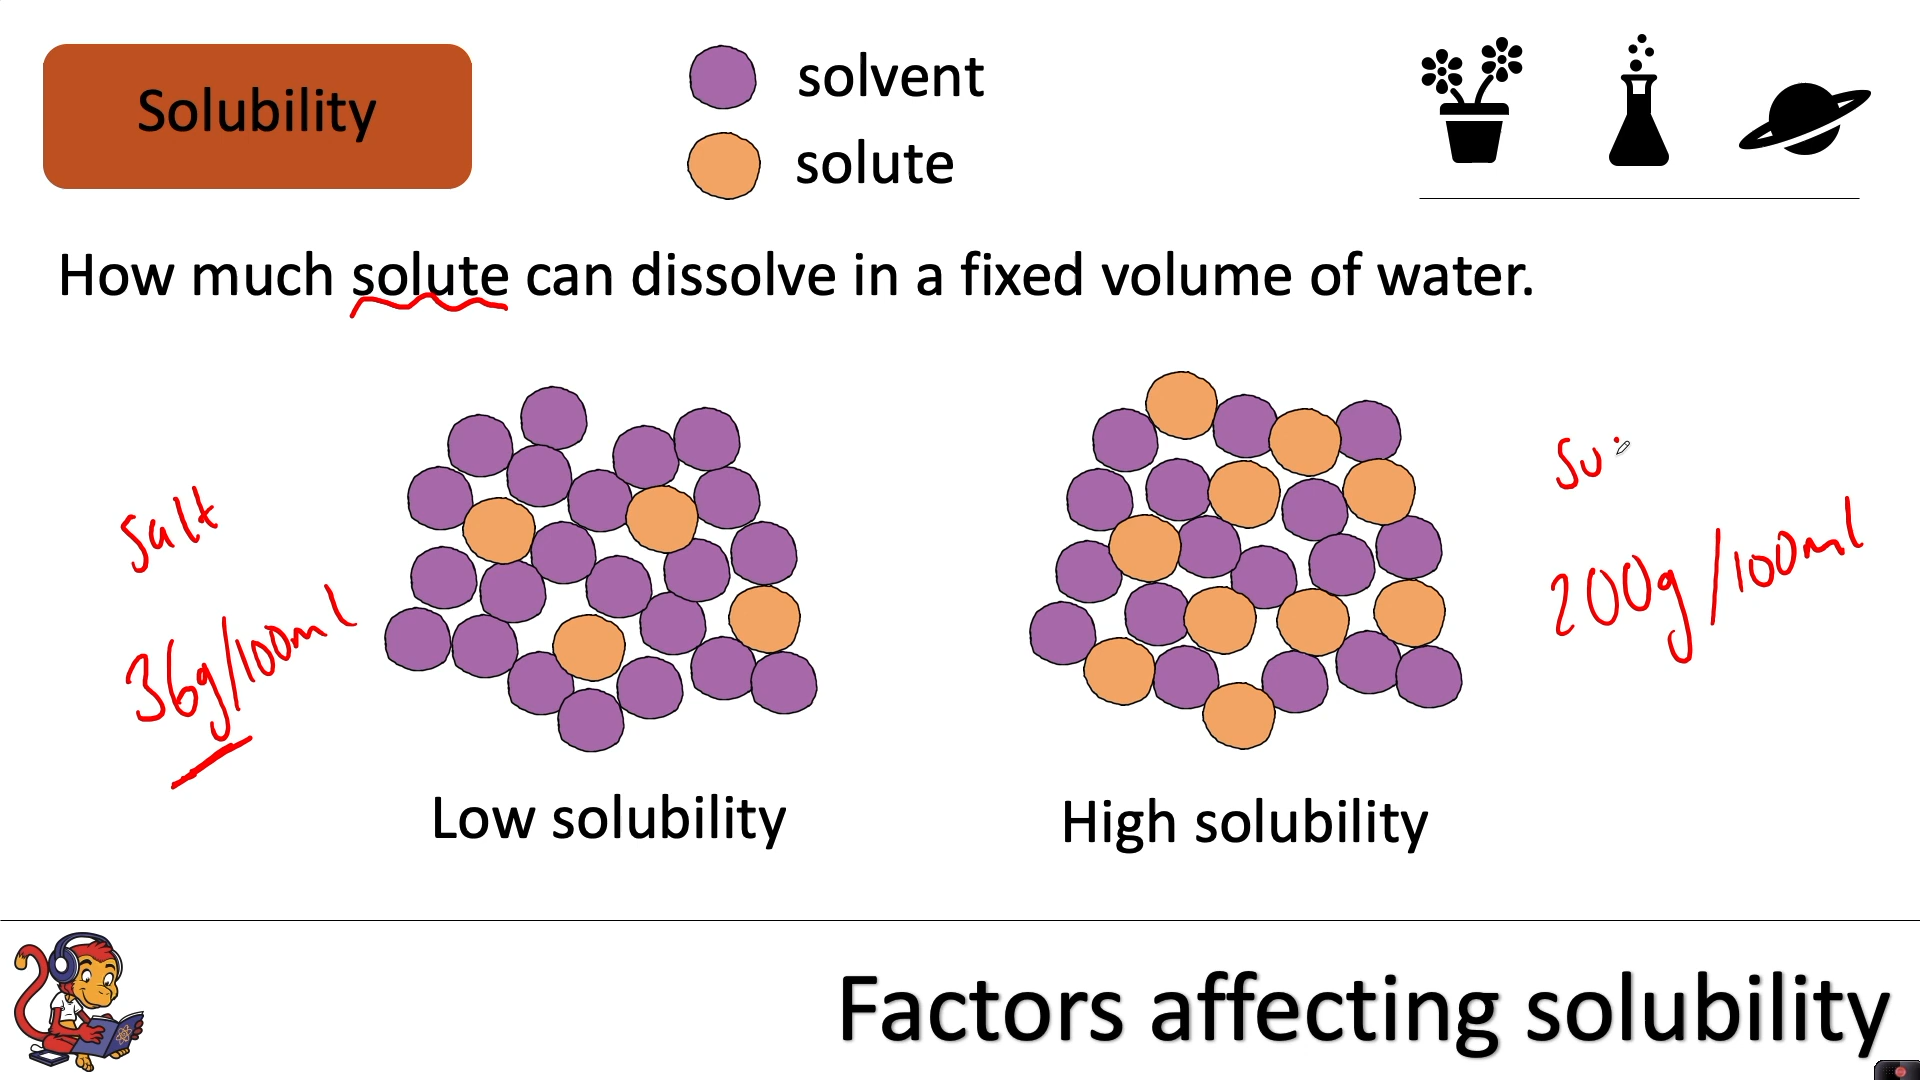 Solubility
solvent
solute
How much solute can dissolve in a fixed volume of water.
Salt
36g/100ml
Su
200g/100ml
Low solubility
High solubility
Factors affecting solubility